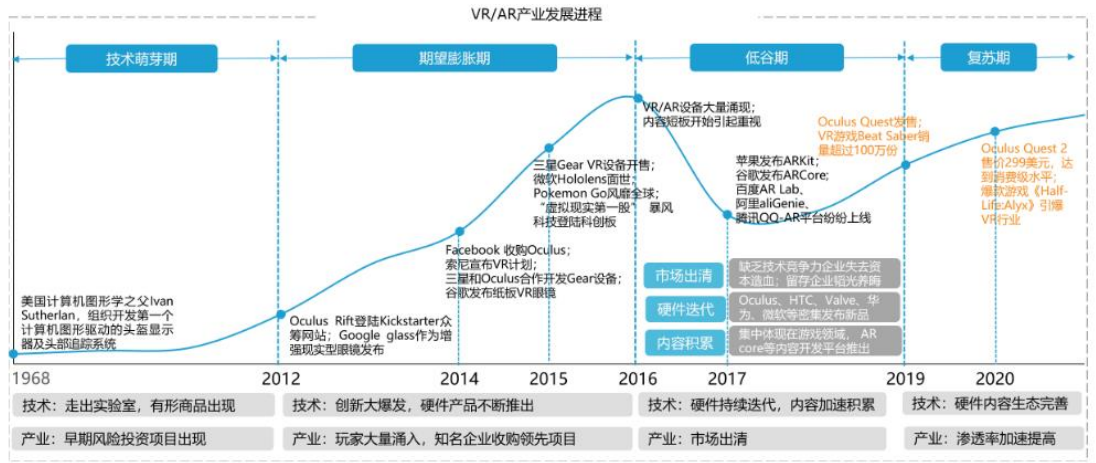 VR/AR产业发展进程
技术萌芽期
期望膨胀期
低谷期
复苏期
美国计算机图形学之父Ivan
Sutherlan，组织开发第一个
计算机图形驱动的头盔显示
器及头部追踪系统
Oculus Rift登陆Kickstarter众
筹网站；Google glass作为增
强现实型眼镜发布
Facebook 收购Oculus；
索尼宣布VR计划；
三星和Oculus合作开发Gear设备；
谷歌发布纸板VR眼镜
三星Gear VR设备开售；
微软Hololens面世；
Pokemon Go风靡全球；
“虚拟现实第一股” 暴风
科技登陆科创板
VR/AR设备大量涌现；
内容短板开始引起重视
苹果发布ARKit；
谷歌发布ARCore；
百度AR Lab、
阿里aliGenie、
腾讯QQ-AR平台纷纷上线
Oculus Quest发售；
VR游戏Beat Saber销
量超过100万份
Oculus Quest 2
售价299美元，达
到消费级水平；
爆款游戏《Half-
Life:Alyx》引爆
VR行业
市场出清
缺乏技术竞争力企业失去资
本造血；留存企业韬光养晦
硬件迭代
Oculus、HTC、Valve、华
为、微软等密集发布新品
内容积累
集中体现在游戏领域， AR
core等内容开发平台推出
1968
2012
2014
2015
2016
2017
2019
2020
技术：走出实验室，有形商品出现
技术：创新大爆发，硬件产品不断推出
技术：硬件持续迭代，内容加速积累
技术：硬件内容生态完善
产业：早期风险投资项目出现
产业：玩家大量涌入，知名企业收购领先项目
产业：市场出清
产业：渗透率加速提高